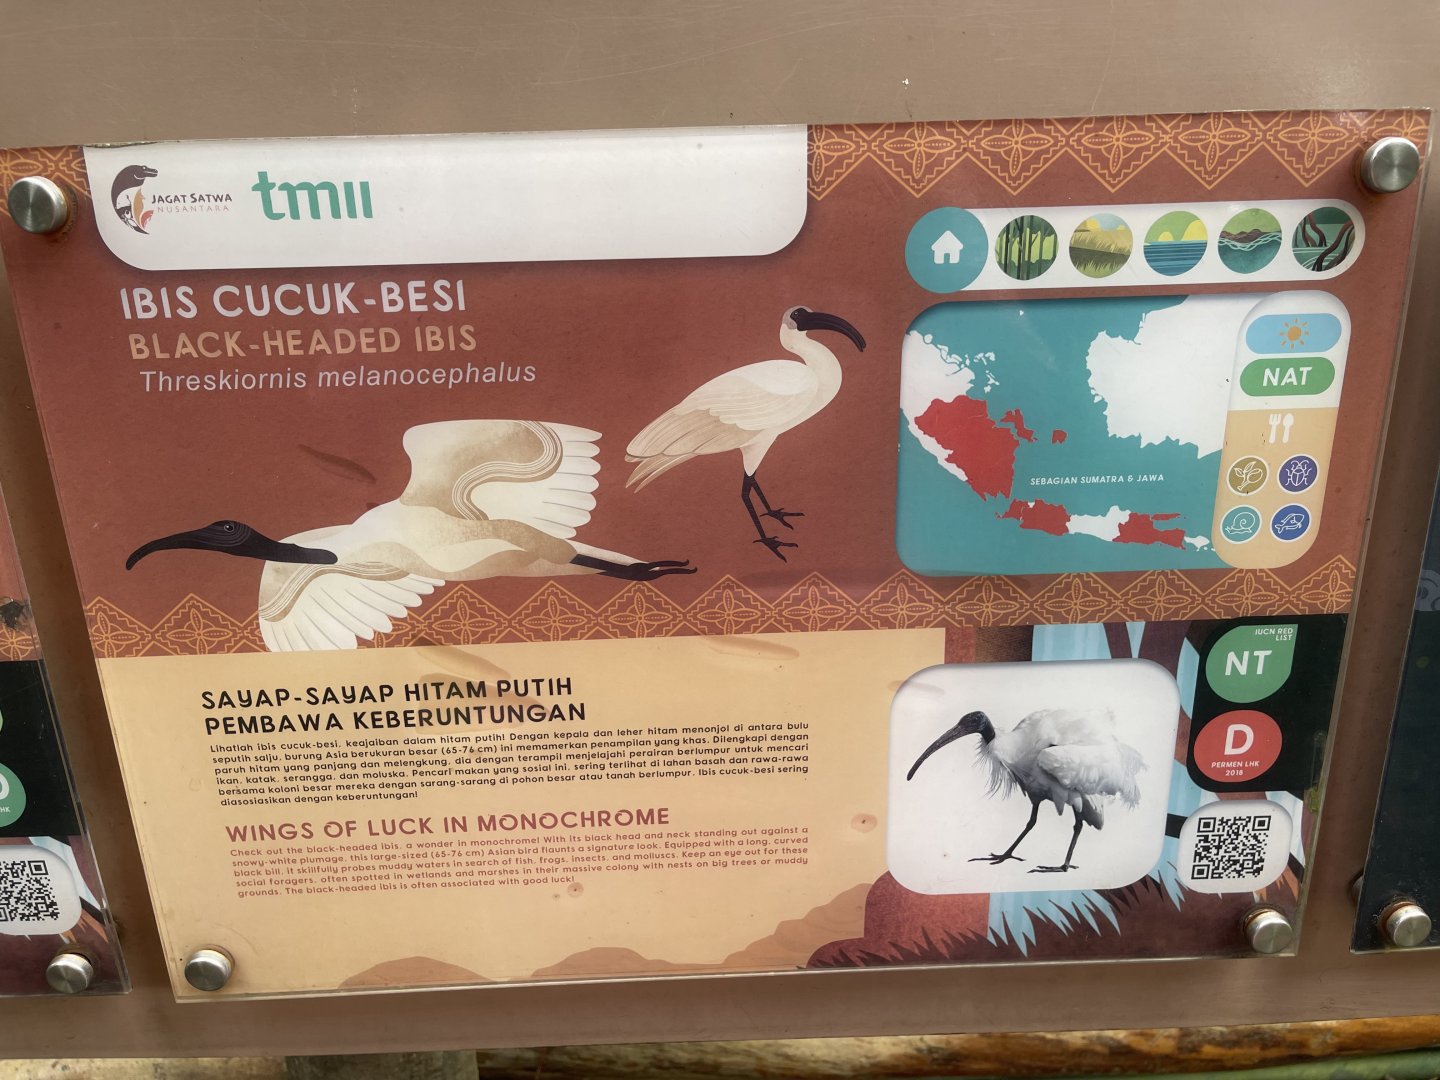 JAGAT SATWA
NUSANTARA
tmii
IBIS CUCUK-BESI
BLACK-HEADED IBIS
Threskiornis melanocephalus
NAT
SEBAGIAN SUMATRA & JAWA
SAYAP-SAYAP HITAM PUTIH
PEMBAWA KEBERUNTUNGAN
Lihatlah ibis cucuk-besi, keajaiban dalam hitam putih! Dengan kepala dan leher hitam menonjol di antara bulu
seputih salju, burung Asia berukuran besar (65-76 cm) ini memamerkan penampilan yang khas. Dilengkapi dengan
paruh hitam yang panjang dan melengkung, dia dengan terampil menjelajahi perairan berlumpur untuk mencari
ikan, katak, serangga, dan moluska. Pencari makan yang sosial ini, sering terlihat di lahan basah dan rawa-rawa
bersama koloni besar mereka dengan sarang-sarang di pohon besar atau tanah berlumpur. Ibis cucuk-besi sering
diasosiasikan dengan keberuntungan!
WINGS OF LUCK IN MONOCHROME
Check out the black-headed ibis, a wonder in monochrome! With its black head and neck standing out against a
snowy-white plumage, this large-sized (65-76 cm) Asian bird flaunts a signature look. Equipped with a long, curved
black bill, it skillfully probes muddy waters in search of fish, frogs, insects, and molluscs. Keep an eye out for these
social foragers, often spotted in wetlands and marshes in their massive colony with nests on big trees or muddy
grounds. The black-headed ibis is often associated with good luck!
IUCN RED
LIST
NT
D
PERMEN LHK
2018
HK